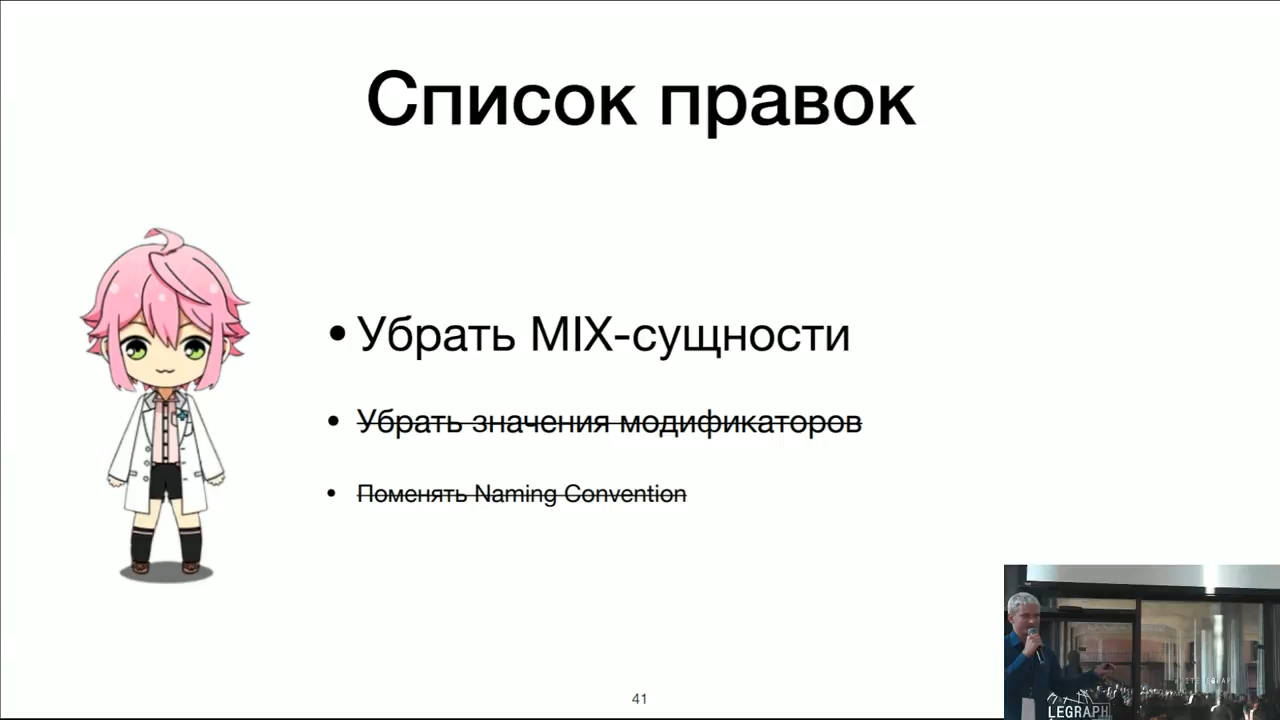 Список правок
• Убрать MIX-сущности
• Убрать значения модификаторов
• Поменять Naming Convention
41
LEGRAPH